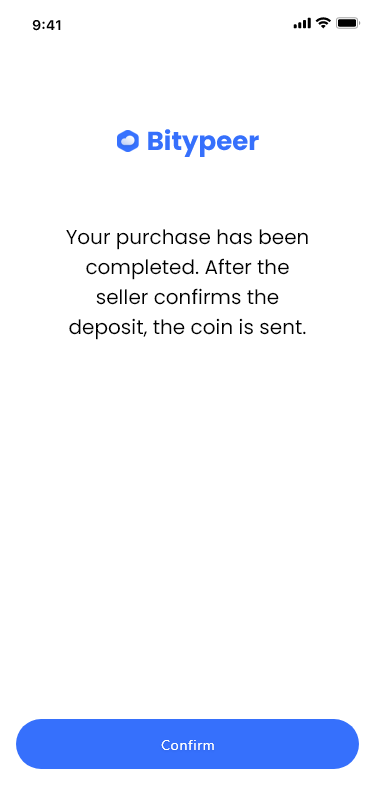 9:41
Bitypeer
Your purchase has been
completed. After the
seller confirms the
deposit, the coin is sent.
Confirm